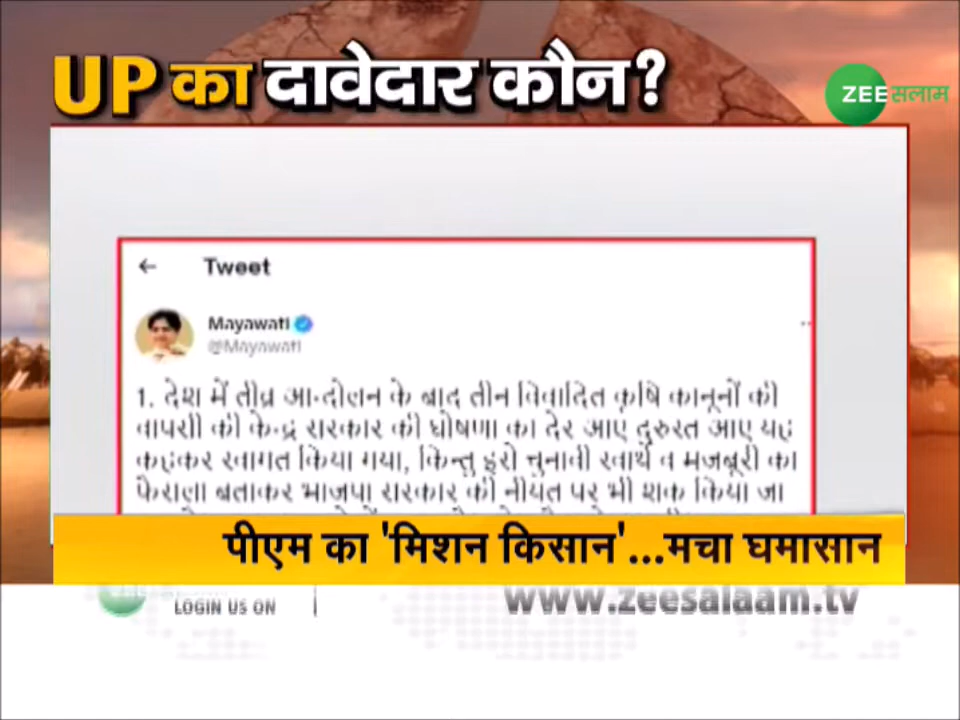 UP का दावेदार कौन?
ZEE सलाम
← Tweet
Mayawati
@Mayawati
1. देश में तीव्र आन्दोलन के बाद तीन विवादित कृषि कानूनों की
वापसी की केन्द्र सरकार की घोषणा का देर आए दुरुस्त आए यह
कहकर स्वागत किया गया, किन्तु इसे चुनावी स्वार्थ व मजबूरी का
फैसला बताकर भाजपा सरकार की नीयत पर भी शक किया जा
पीएम का 'मिशन किसान'...मचा घमासान
LOGIN US ON
www.zeesalaam.tv